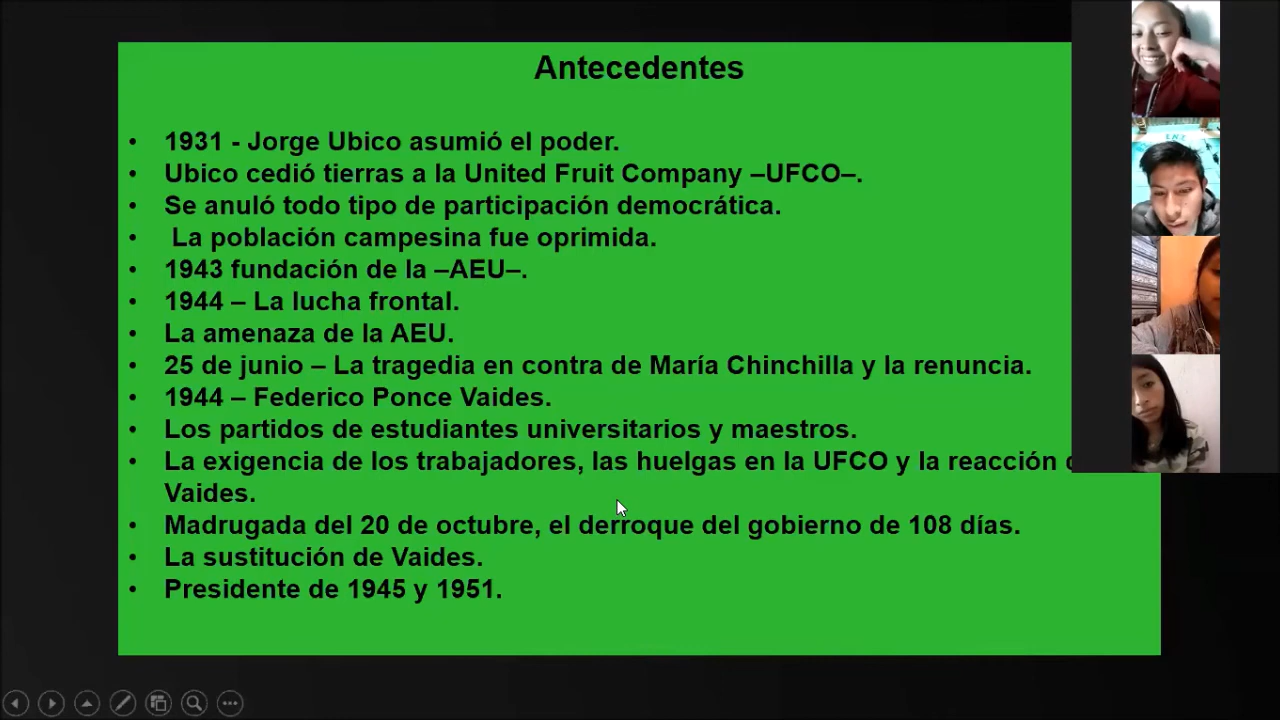 Antecedentes
• 1931 - Jorge Ubico asumió el poder.
• Ubico cedió tierras a la United Fruit Company –UFCO–.
• Se anuló todo tipo de participación democrática.
• La población campesina fue oprimida.
• 1943 fundación de la –AEU–.
• 1944 – La lucha frontal.
• La amenaza de la AEU.
• 25 de junio – La tragedia en contra de María Chinchilla y la renuncia.
• 1944 – Federico Ponce Vaides.
• Los partidos de estudiantes universitarios y maestros.
• La exigencia de los trabajadores, las huelgas en la UFCO y la reacción
Vaides.
• Madrugada del 20 de octubre, el derroque del gobierno de 108 días.
• La sustitución de Vaides.
• Presidente de 1945 y 1951.